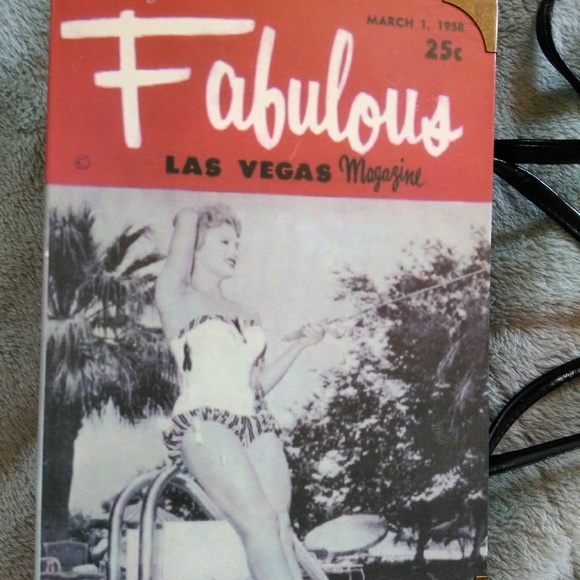 MARCH 1, 1958
25¢
Fabulous
LAS VEGAS Magazine
©